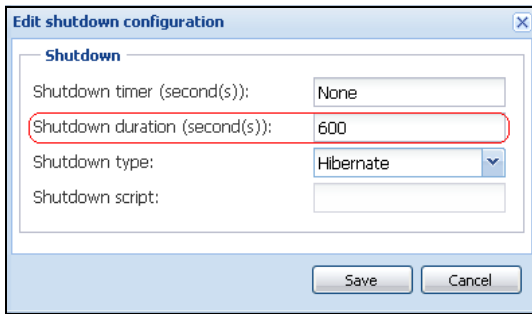 Edit shutdown configuration
Shutdown
Shutdown timer (second(s)): None
Shutdown duration (second(s)): 600
Shutdown type: Hibernate
Shutdown script:
Save Cancel